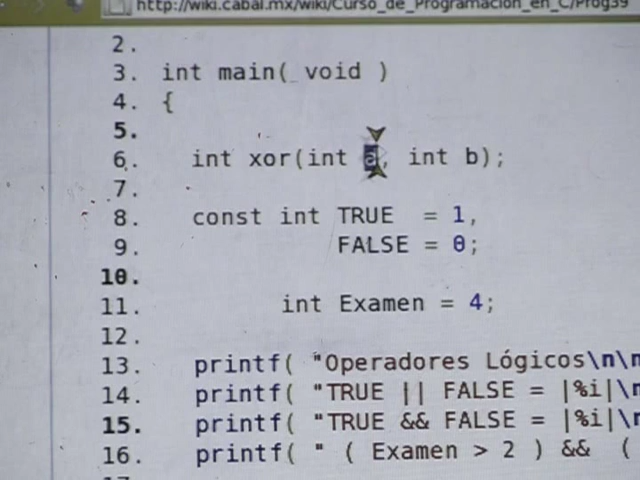 http://wiki.cabal.mx/wiki/Curso_de_Programacion_en_C/Prog39
2.
3. int main( void )
4. {
5.
6. int xor(int a, int b);
7.
8. const int TRUE = 1,
9. FALSE = 0;
10.
11. int Examen = 4;
12.
13. printf( "Operadores Lógicos\n\n
14. printf( "TRUE || FALSE = |%i|\n
15. printf( "TRUE && FALSE = |%i|\n
16. printf( " ( Examen > 2 ) && (